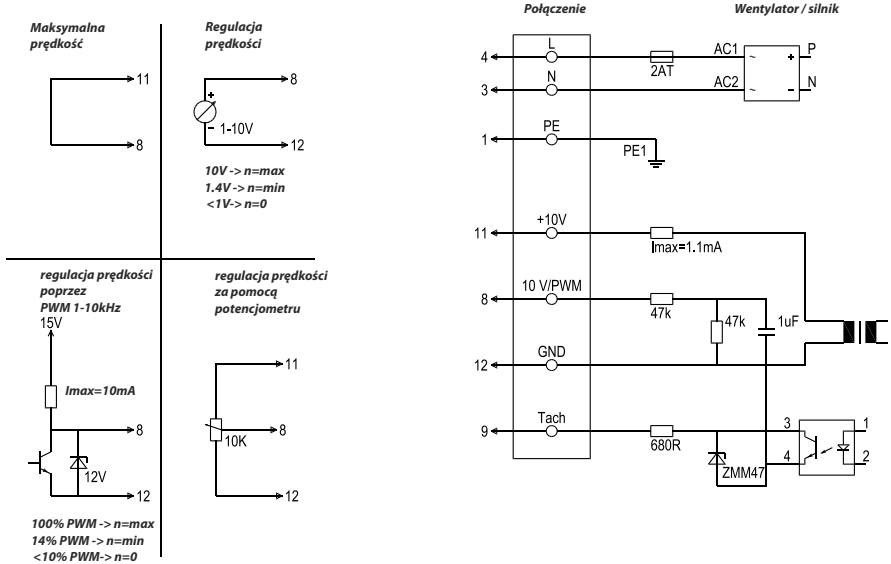 Maksymalna
prędkość
11
8
Regulacja
prędkości
8
+
− 1-10V
12
10V -> n=max
1.4V -> n=min
<1V-> n=0
regulacja prędkości
poprzez
PWM 1-10kHz
15V
Imax=10mA
8
12V
12
100% PWM -> n=max
14% PWM -> n=min
<10% PWM-> n=0
regulacja prędkości
za pomocą
potencjometru
11
8
10K
12
Połączenie
Wentylator / silnik
4
L
2AT
AC1
~
+
P
3
N
AC2
~
−
N
1
PE
PE1
11
+10V
Imax=1.1mA
8
10 V/PWM
47k
47k
1uF
12
GND
9
Tach
680R
ZMM47
3
4
1
2